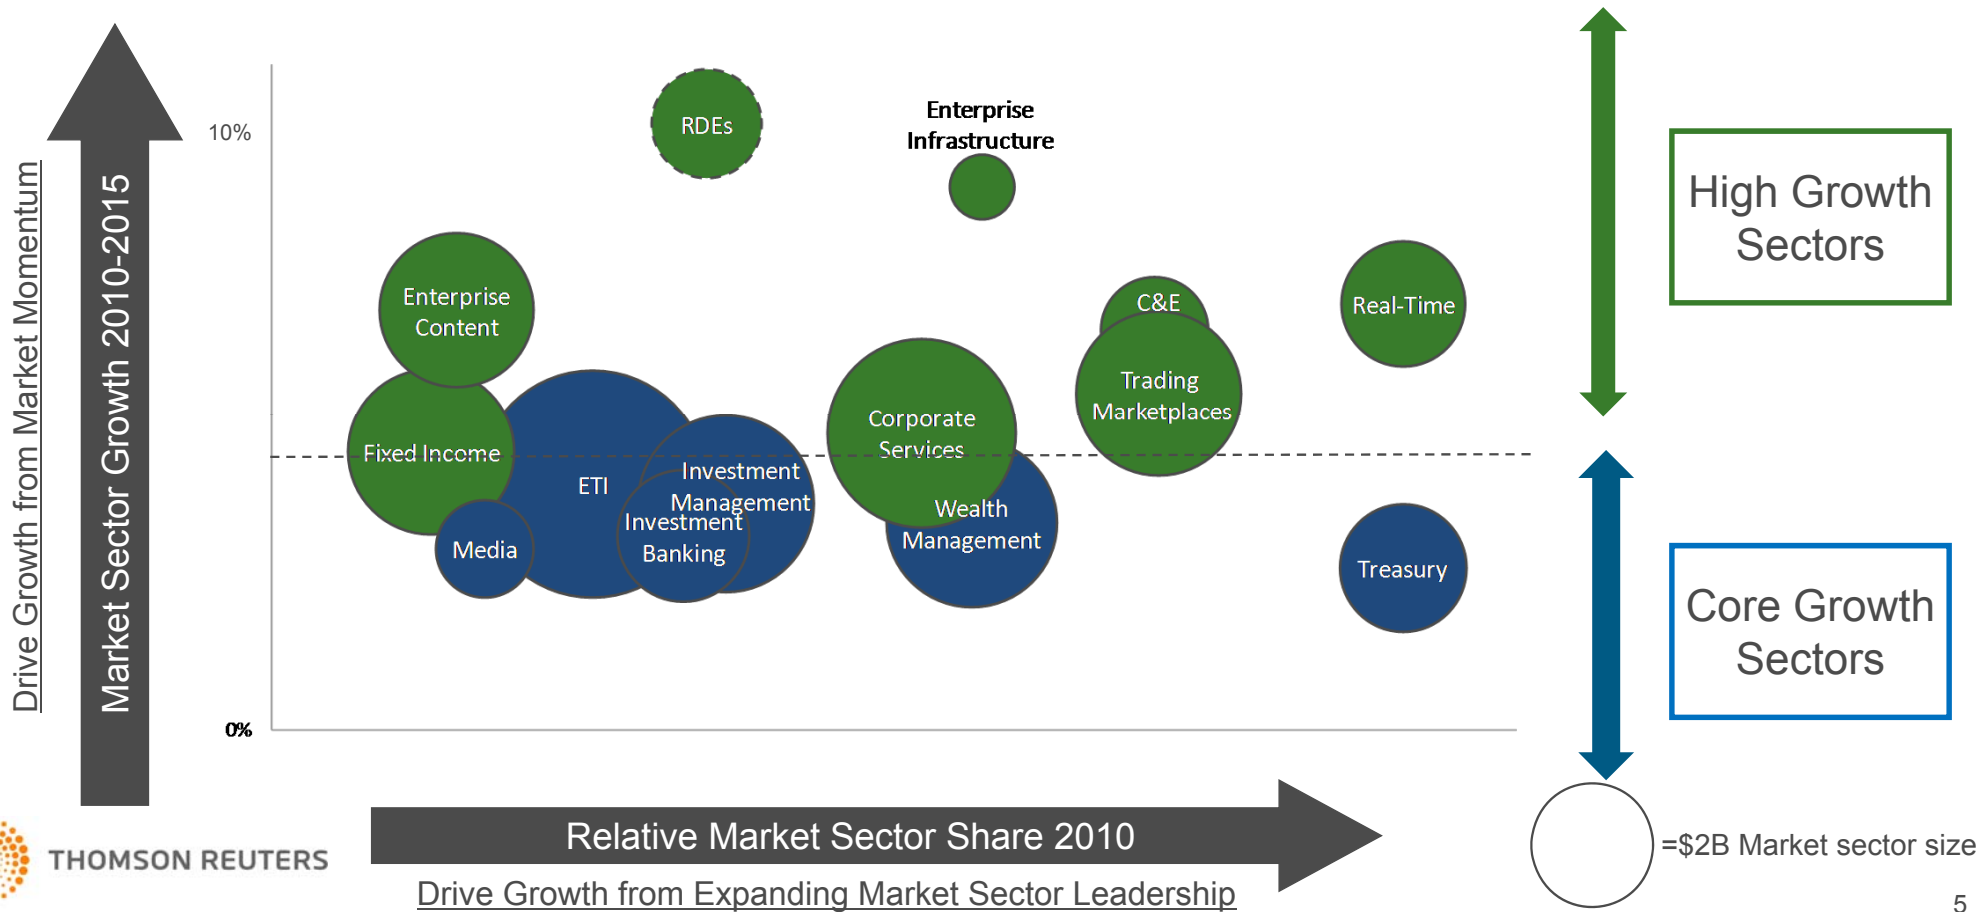 Drive Growth from Market Momentum
Market Sector Growth 2010-2015
10%
0%
RDEs
Enterprise
Infrastructure
Enterprise
Content
C&E
Real-Time
Trading
Marketplaces
Corporate
Services
Fixed Income
ETI
Investment
Management
Investment
Banking
Wealth
Management
Media
Treasury
High Growth
Sectors
Core Growth
Sectors
Relative Market Sector Share 2010
Drive Growth from Expanding Market Sector Leadership
=$2B Market sector size
THOMSON REUTERS
5